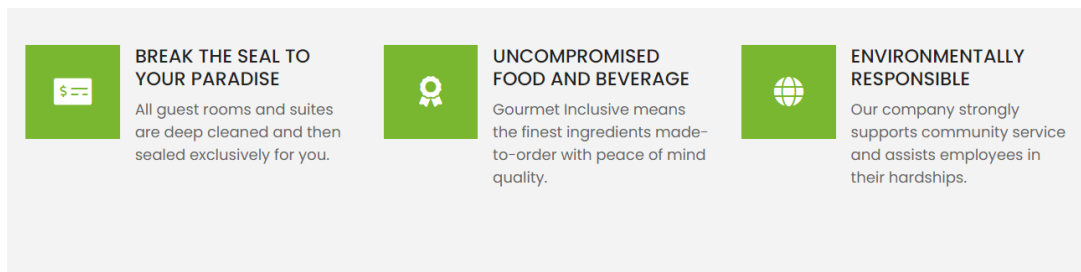 BREAK THE SEAL TO
YOUR PARADISE
All guest rooms and suites
are deep cleaned and then
sealed exclusively for you.
UNCOMPROMISED
FOOD AND BEVERAGE
Gourmet Inclusive means
the finest ingredients made-
to-order with peace of mind
quality.
ENVIRONMENTALLY
RESPONSIBLE
Our company strongly
supports community service
and assists employees in
their hardships.